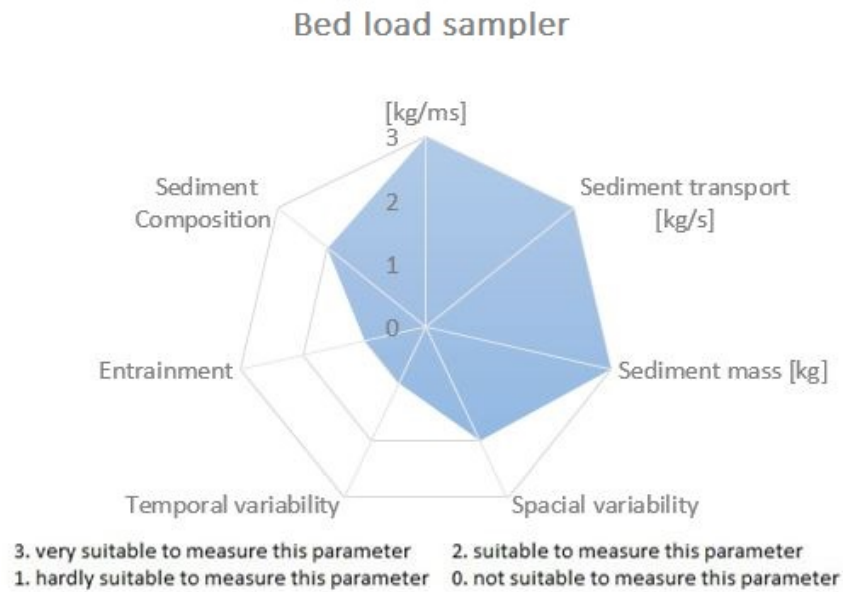 Bed load sampler
[kg/ms]
3
Sediment
Composition
Sediment transport
[kg/s]
2
1
0
Entrainment
Sediment mass [kg]
Temporal variability
Spacial variability
3. very suitable to measure this parameter
2. suitable to measure this parameter
1. hardly suitable to measure this parameter
0. not suitable to measure this parameter